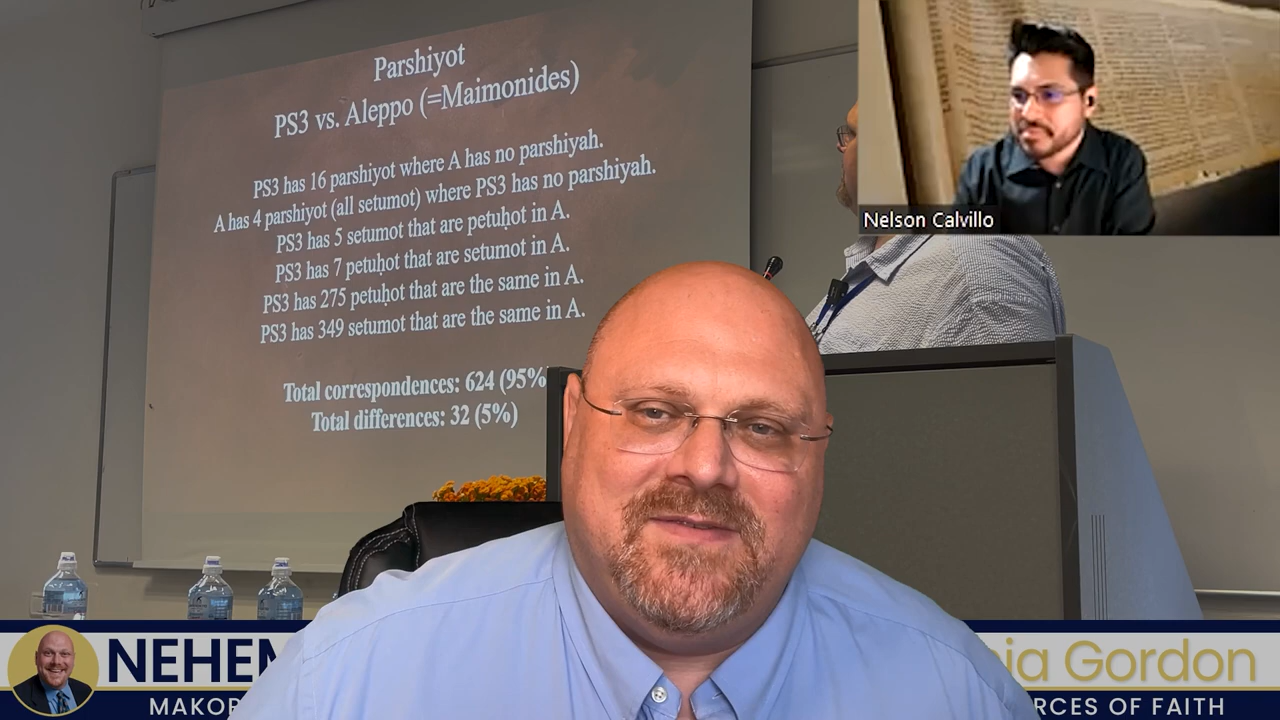 Parshiyot
PS3 vs. Aleppo (=Maimonides)
PS3 has 16 parshiyot where A has no parshiyah.
A has 4 parshiyot (all setumot) where PS3 has no parshiyah.
PS3 has 5 setumot that are petuḥot in A.
PS3 has 7 petuḥot that are setumot in A.
PS3 has 275 petuḥot that are the same in A.
PS3 has 349 setumot that are the same in A.
Total correspondences: 624 (95%
Total differences: 32 (5%)
Nelson Calvillo
NEHEM
ia Gordon
MAKOR
RCES OF FAITH